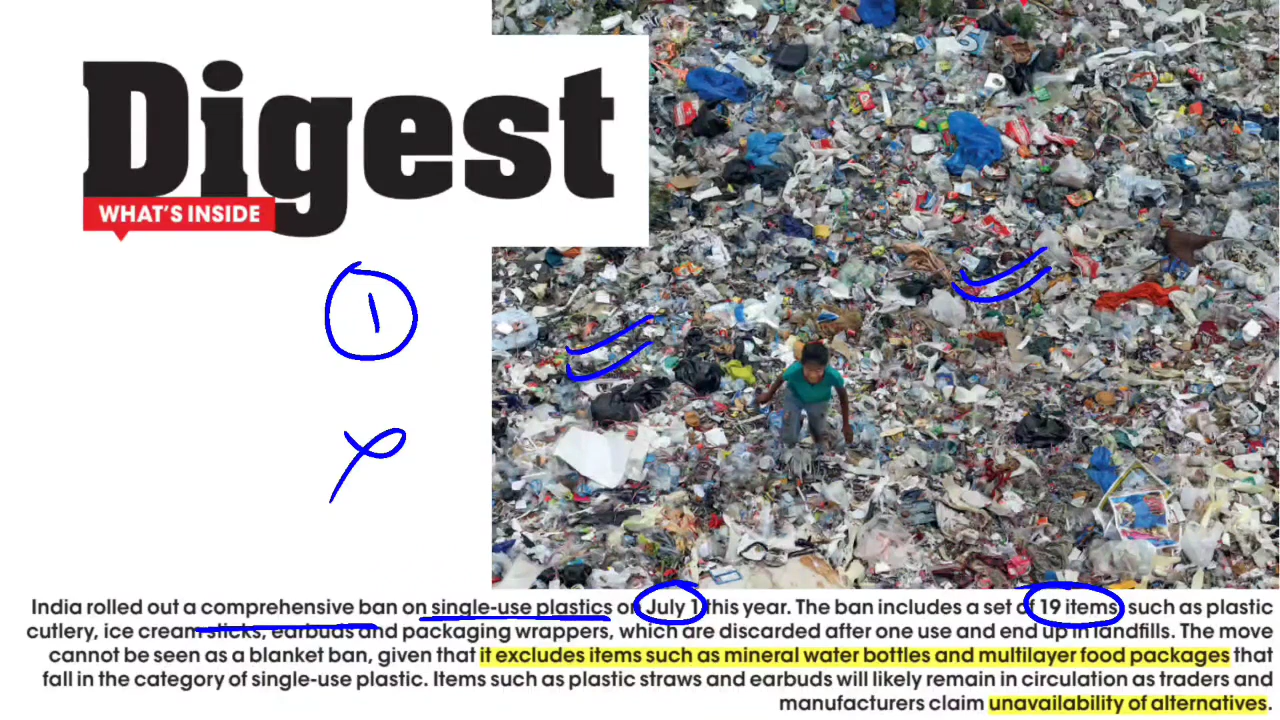 Digest
WHAT'S INSIDE
1
India rolled out a comprehensive ban on single-use plastics on July 1 this year. The ban includes a set of 19 items, such as plastic
cutlery, ice cream sticks, earbuds and packaging wrappers, which are discarded after one use and end up in landfills. The move
cannot be seen as a blanket ban, given that it excludes items such as mineral water bottles and multilayer food packages that
fall in the category of single-use plastic. Items such as plastic straws and earbuds will likely remain in circulation as traders and
manufacturers claim unavailability of alternatives.